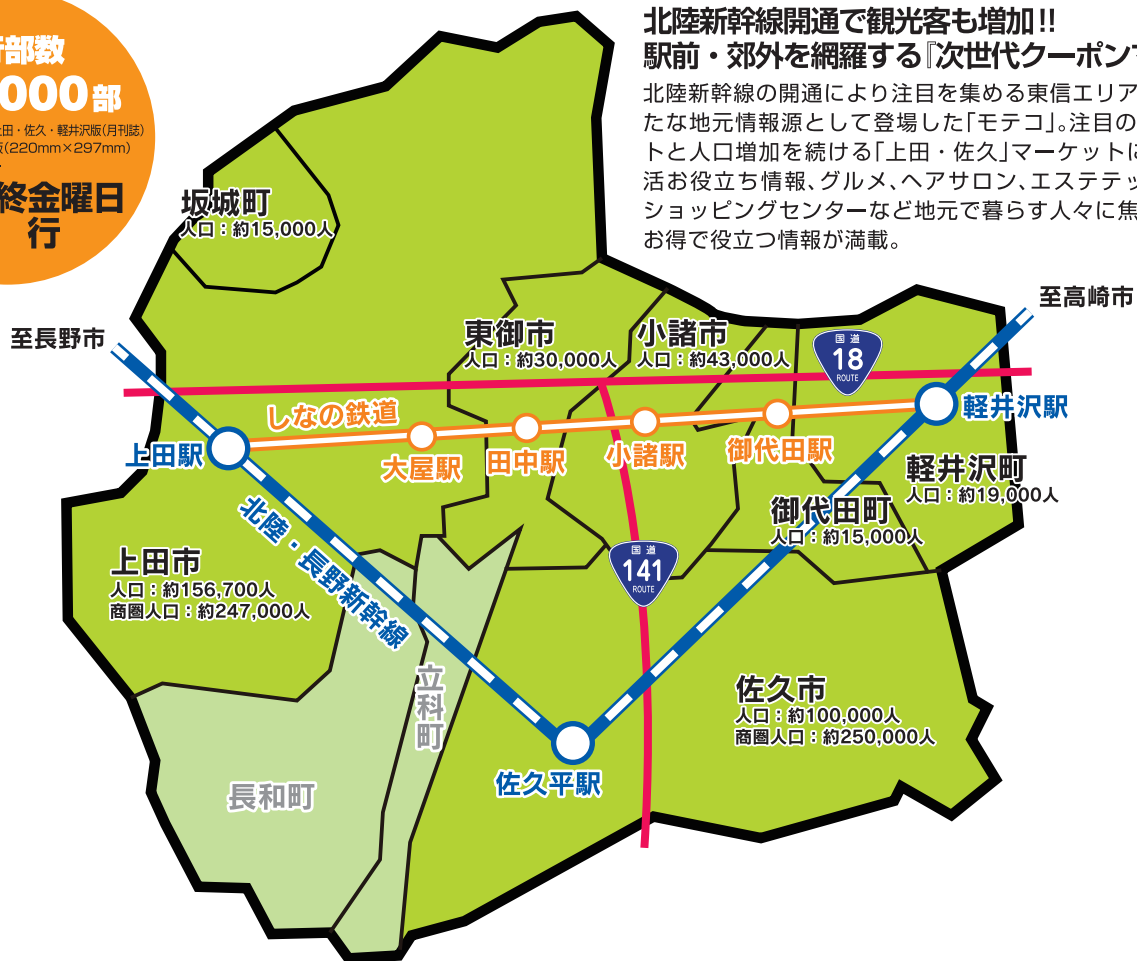 部数
000部
上田・佐久・軽井沢版(月刊誌)
版(220mm×297mm)
終金曜日
行
北陸新幹線開通で観光客も増加!!
駅前・郊外を網羅する『次世代クーポン
北陸新幹線の開通により注目を集める東信エリア
たな地元情報源として登場した「モテコ」。注目の
トと人口増加を続ける「上田・佐久」マーケットに
活お役立ち情報、グルメ、ヘアサロン、エステテッ
ショッピングセンターなど地元で暮らす人々に焦
お得で役立つ情報が満載。
坂城町
人口：約15,000人
至長野市
至高崎市
東御市
人口：約30,000人
小諸市
人口：約43,000人
国道
18
ROUTE
しなの鉄道
上田駅
大屋駅
田中駅
小諸駅
御代田駅
軽井沢駅
軽井沢町
人口：約19,000人
御代田町
人口：約15,000人
北陸・長野新幹線
国道
141
ROUTE
上田市
人口：約156,700人
商圏人口：約247,000人
立科町
長和町
佐久平駅
佐久市
人口：約100,000人
商圏人口：約250,000人